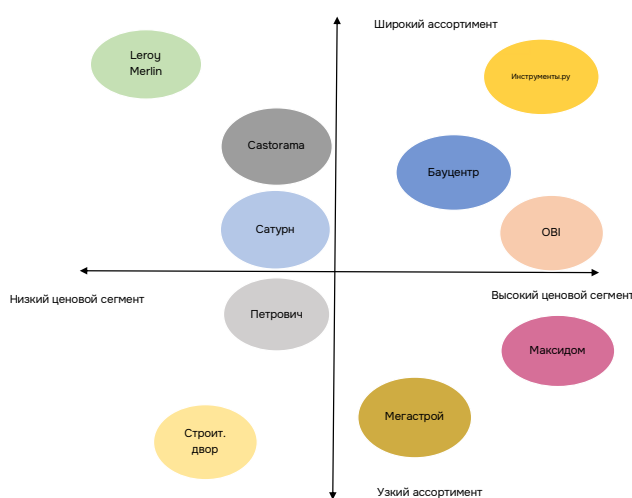 Широкий ассортимент
Leroy
Merlin
Инструменты.ру
Castorama
Бауцентр
Сатурн
OBI
Низкий ценовой сегмент
Высокий ценовой сегмент
Петрович
Максидом
Мегастрой
Строит.
двор
Узкий ассортимент